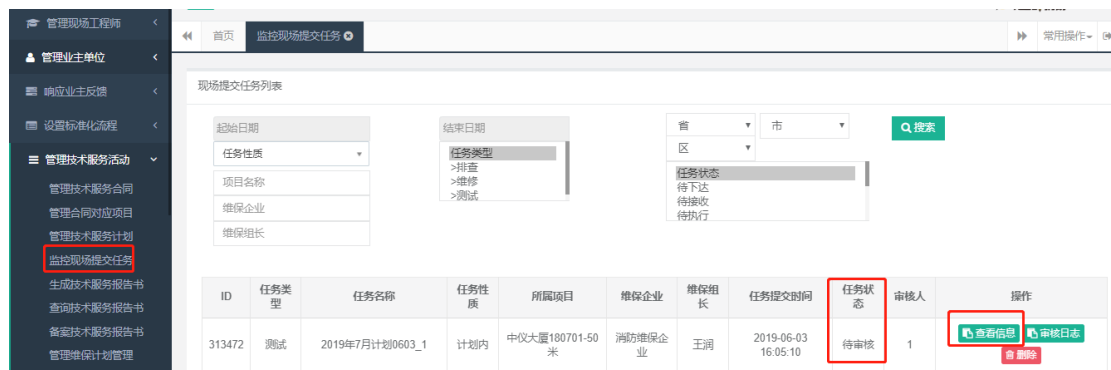 管理现场工程师
首页
监控现场提交任务
常用操作
管理业主单位
响应业主反馈
现场提交任务列表
设置标准化流程
起始日期
结束日期
省
市
搜索
区
管理技术服务活动
任务性质
任务类型
>排查
>维修
>测试
任务状态
待下达
待接收
待执行
项目名称
维保企业
维保组长
管理技术服务合同
管理合同对应项目
管理技术服务计划
监控现场提交任务
生成技术服务报告书
查询技术服务报告书
备案技术服务报告书
管理维保计划管理
ID
任务类型
任务名称
任务性质
所属项目
维保企业
维保组长
任务提交时间
任务状态
审核人
操作
313472
测试
2019年7月计划0603_1
计划内
中仪大厦180701-50
米
消防维保企
业
王润
2019-06-03
16:05:10
待审核
1
查看信息
审核日志
删除